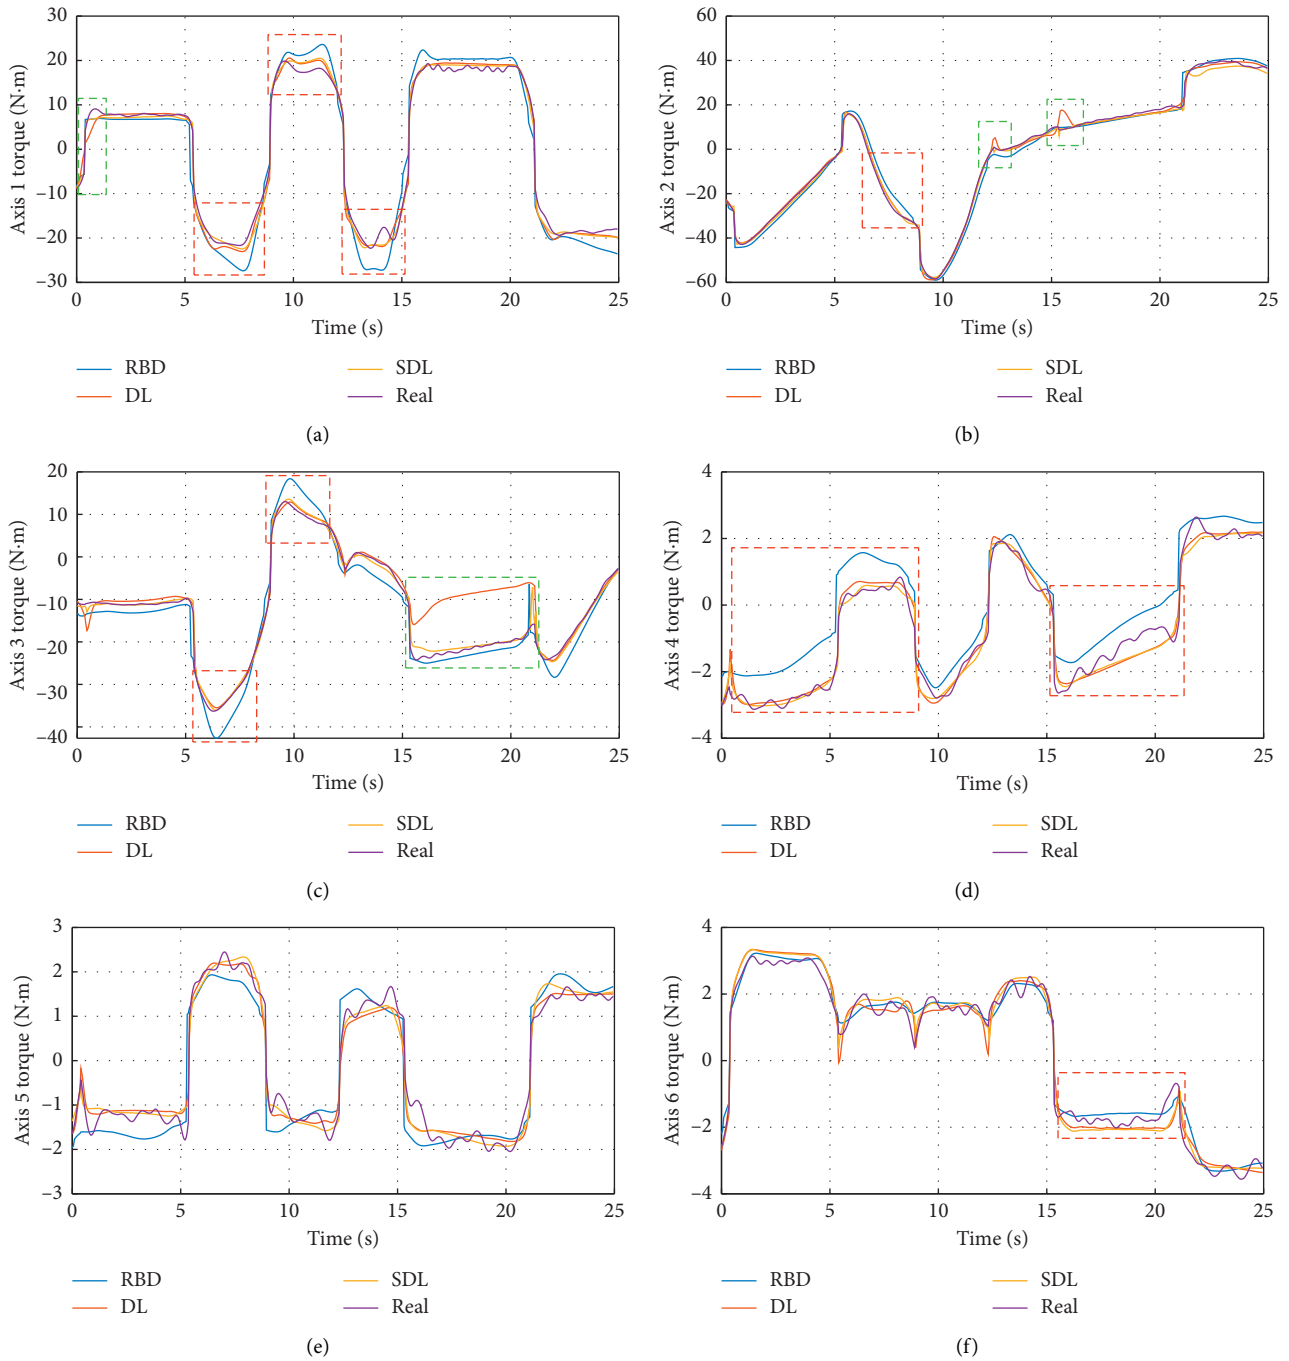 Axis 1 torque (N·m)
30
20
10
0
−10
−20
−30
0 5 10 15 20 25
Time (s)
RBD SDL
DL Real
(a)
Axis 2 torque (N·m)
60
40
20
0
−20
−40
−60
0 5 10 15 20 25
Time (s)
RBD SDL
DL Real
(b)
Axis 3 torque (N·m)
20
10
0
−10
−20
−30
−40
0 5 10 15 20 25
Time (s)
RBD SDL
DL Real
(c)
Axis 4 torque (N·m)
4
2
0
−2
−4
0 5 10 15 20 25
Time (s)
RBD SDL
DL Real
(d)
Axis 5 torque (N·m)
3
2
1
0
−1
−2
−3
0 5 10 15 20 25
Time (s)
RBD SDL
DL Real
(e)
Axis 6 torque (N·m)
4
2
0
−2
−4
0 5 10 15 20 25
Time (s)
RBD SDL
DL Real
(f)